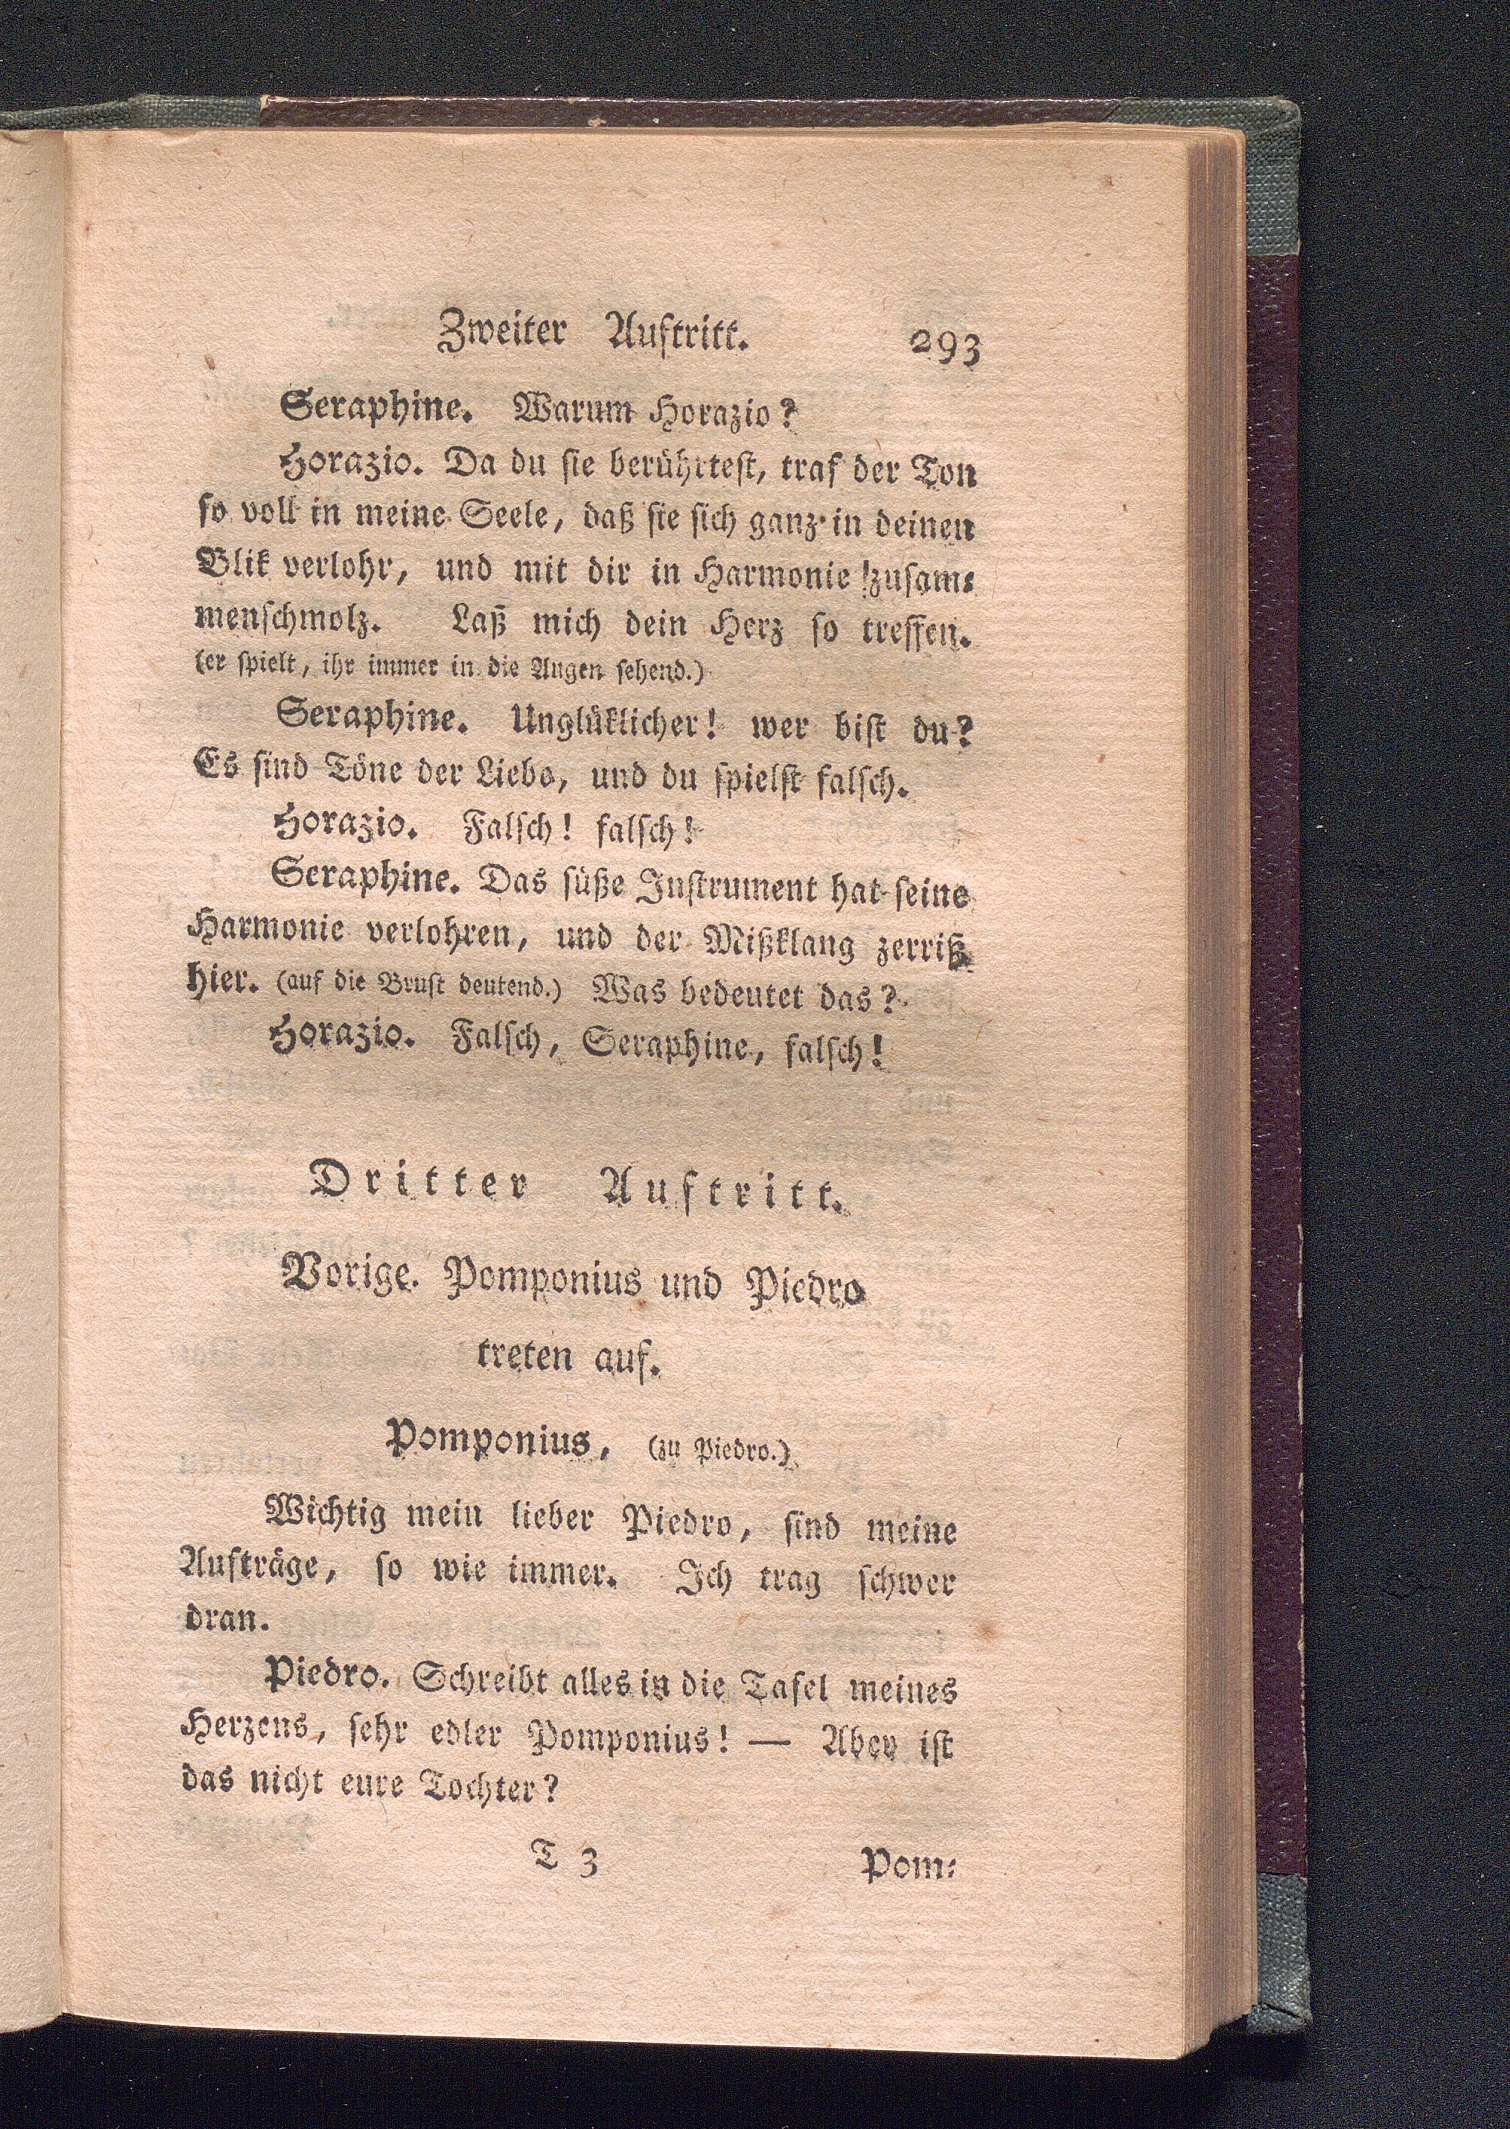 Zweiter Auftritt. 293
Seraphine. Warum Horazio?
Horazio. Da du sie berührtest, traf der Ton
so voll in meine Seele, daß sie sich ganz in deinen
Blik verlohr, und mit dir in Harmonie zusam-
menschmolz. Laß mich dein Herz so treffen.
(er spielt, ihr immer in die Augen sehend.)
Seraphine. Unglüklicher! wer bist du?
Es sind Töne der Liebe, und du spielst falsch.
Horazio. Falsch! falsch!
Seraphine. Das süße Instrument hat seine
Harmonie verlohren, und der Mißklang zerriß
hier. (auf die Brust deutend.) Was bedeutet das?
Horazio. Falsch, Seraphine, falsch!
Dritter Auftritt.
Vorige. Pomponius und Piedro
treten auf.
Pomponius, (zu Piedro.)
Wichtig mein lieber Piedro, sind meine
Aufträge, so wie immer. Ich trag schwer
dran.
Piedro. Schreibt alles in die Tafel meines
Herzens, sehr edler Pomponius! — Aber ist
das nicht eure Tochter?
T 3 Pom-